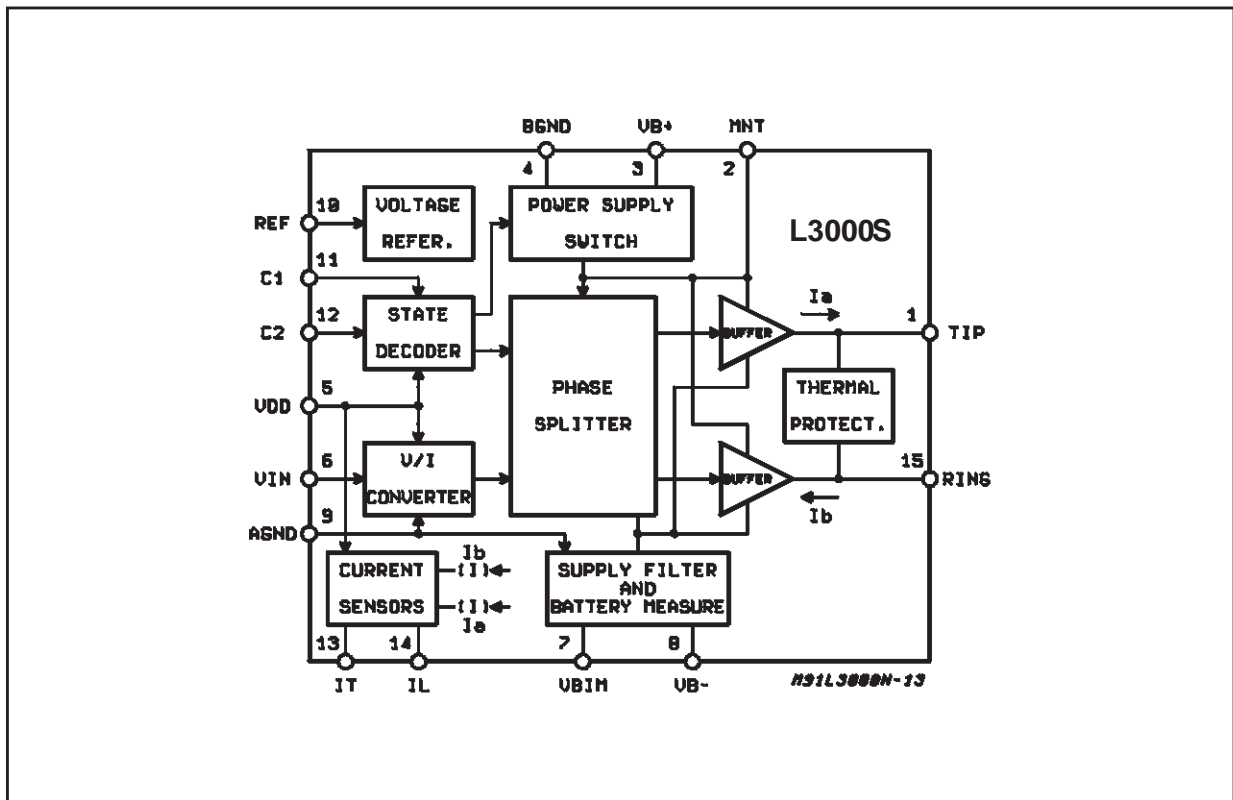 BGND VB+ MNT
4 3 2
10 VOLTAGE POWER SUPPLY
REF
REFER. SWITCH L3000S
11
C1
Ia
12 STATE 1
C2 BUFFER TIP
DECODER
5 PHASE THERMAL
VDD
SPLITTER PROTECT.
6 V/I 15
VIN BUFFER RING
CONVERTER
9 Ib
AGND
Ib
CURRENT (I) SUPPLY FILTER
AND
SENSORS (I) BATTERY MEASURE
Ia
13 14 7 8
IT IL VBIM VB- M91L3000N-13